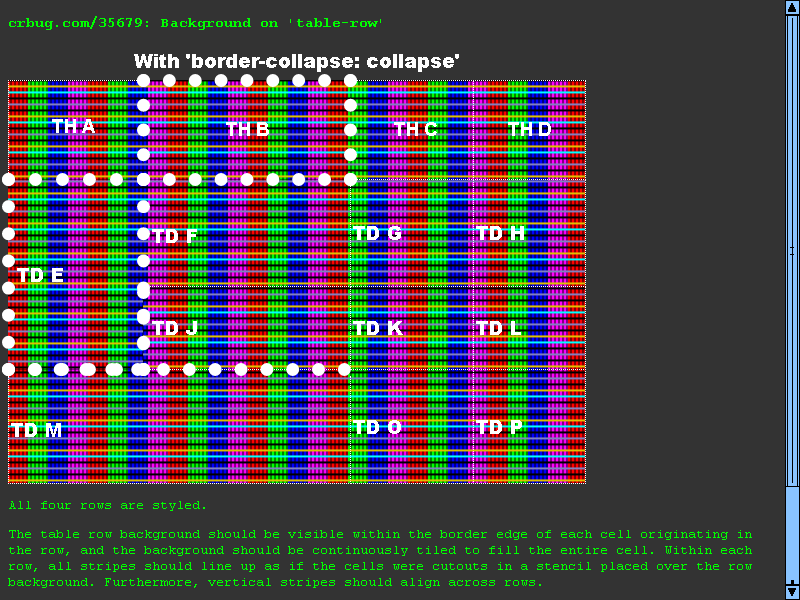 crbug.com/35679: Background on 'table-row'
With 'border-collapse: collapse'
TH A TH B TH C TH D
TD F TD G TD H
TD E
TD J TD K TD L
TD M TD O TD P
All four rows are styled.
The table row background should be visible within the border edge of each cell originating in
the row, and the background should be continuously tiled to fill the entire cell. Within each
row, all stripes should line up as if the cells were cutouts in a stencil placed over the row
background. Furthermore, vertical stripes should align across rows.